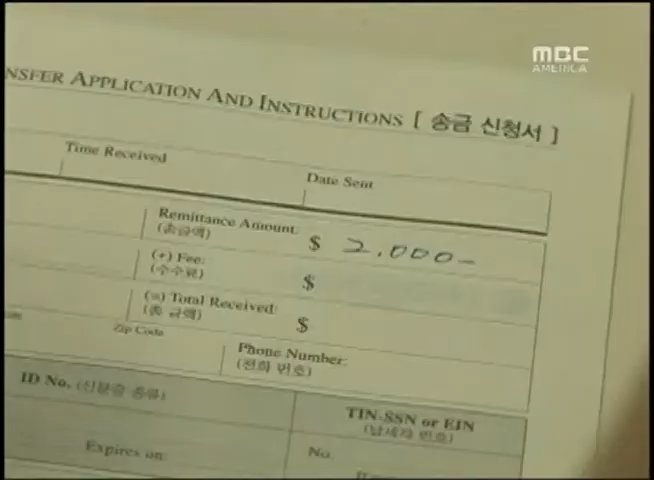 MBC
AMERICA
NSFER APPLICATION AND INSTRUCTIONS [ 송금 신청서 ]
Time Received
Date Sent
Remittance Amount: $ 2,000-
(송금액)
(+) Fee: $
(수수료)
(=) Total Received: $
(총 금액)
Zip Code
Phone Number:
(전화 번호)
ID No. (신분증 종류)
TIN-SSN or EIN
(납세자 번호)
Expires on:
No.